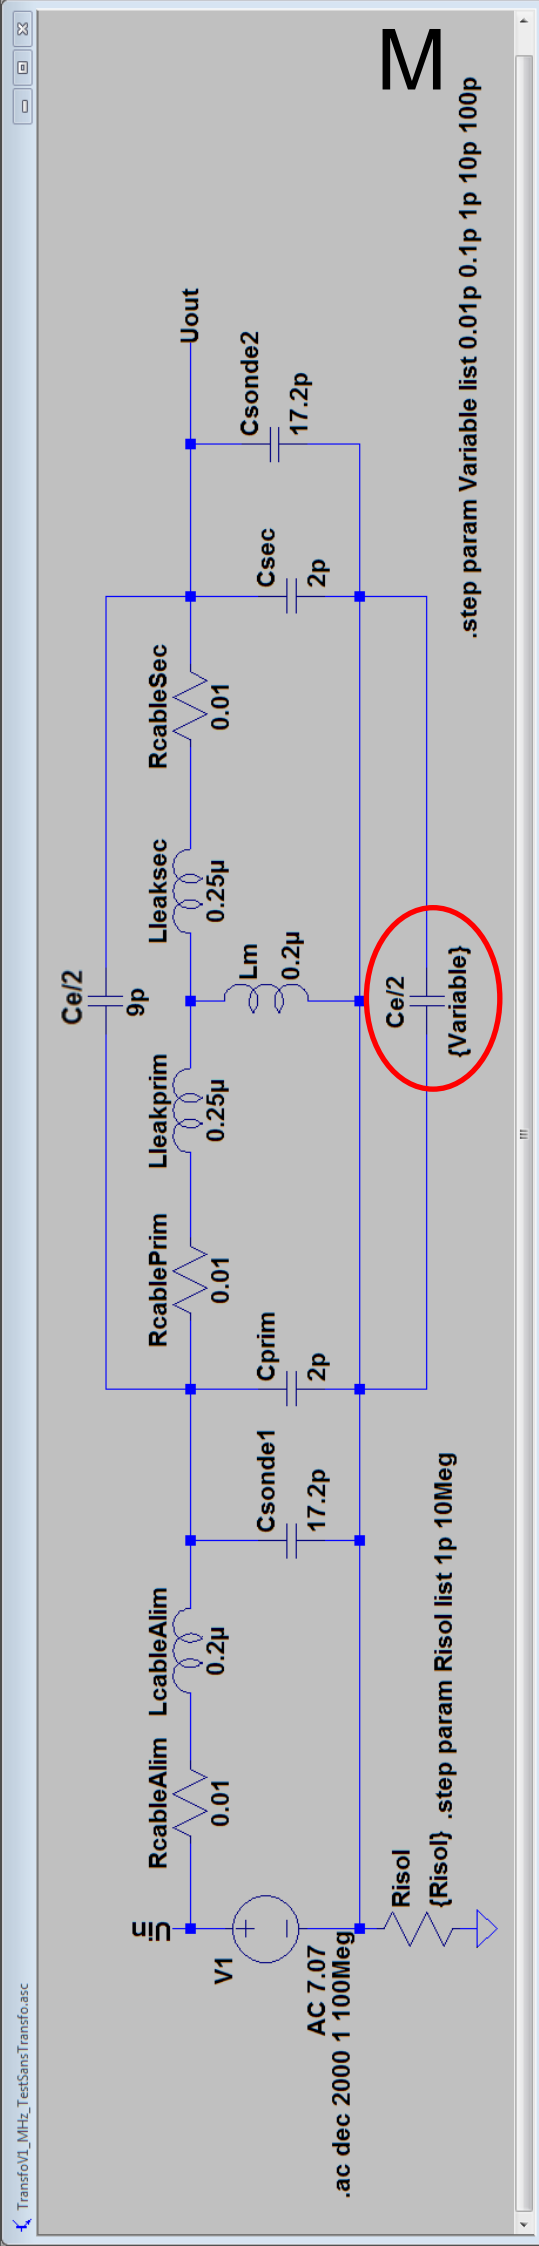 TransfoV1_MHz_TestSansTransfo.asc
M
Ce/2
9p
in
RcableAlim
0.01
LcableAlim
0.2µ
RcablePrim
0.01
Lleakprim
0.25µ
Lleaksec
0.25µ
RcableSec
0.01
Uout
V1
AC 7.07
.ac dec 2000 1 100Meg
Csonde1
17.2p
Cprim
2p
Lm
0.2µ
Csec
2p
Csonde2
17.2p
Risol
{Risol}
.step param Risol list 1p 10Meg
Ce/2
{Variable}
.step param Variable list 0.01p 0.1p 1p 10p 100p